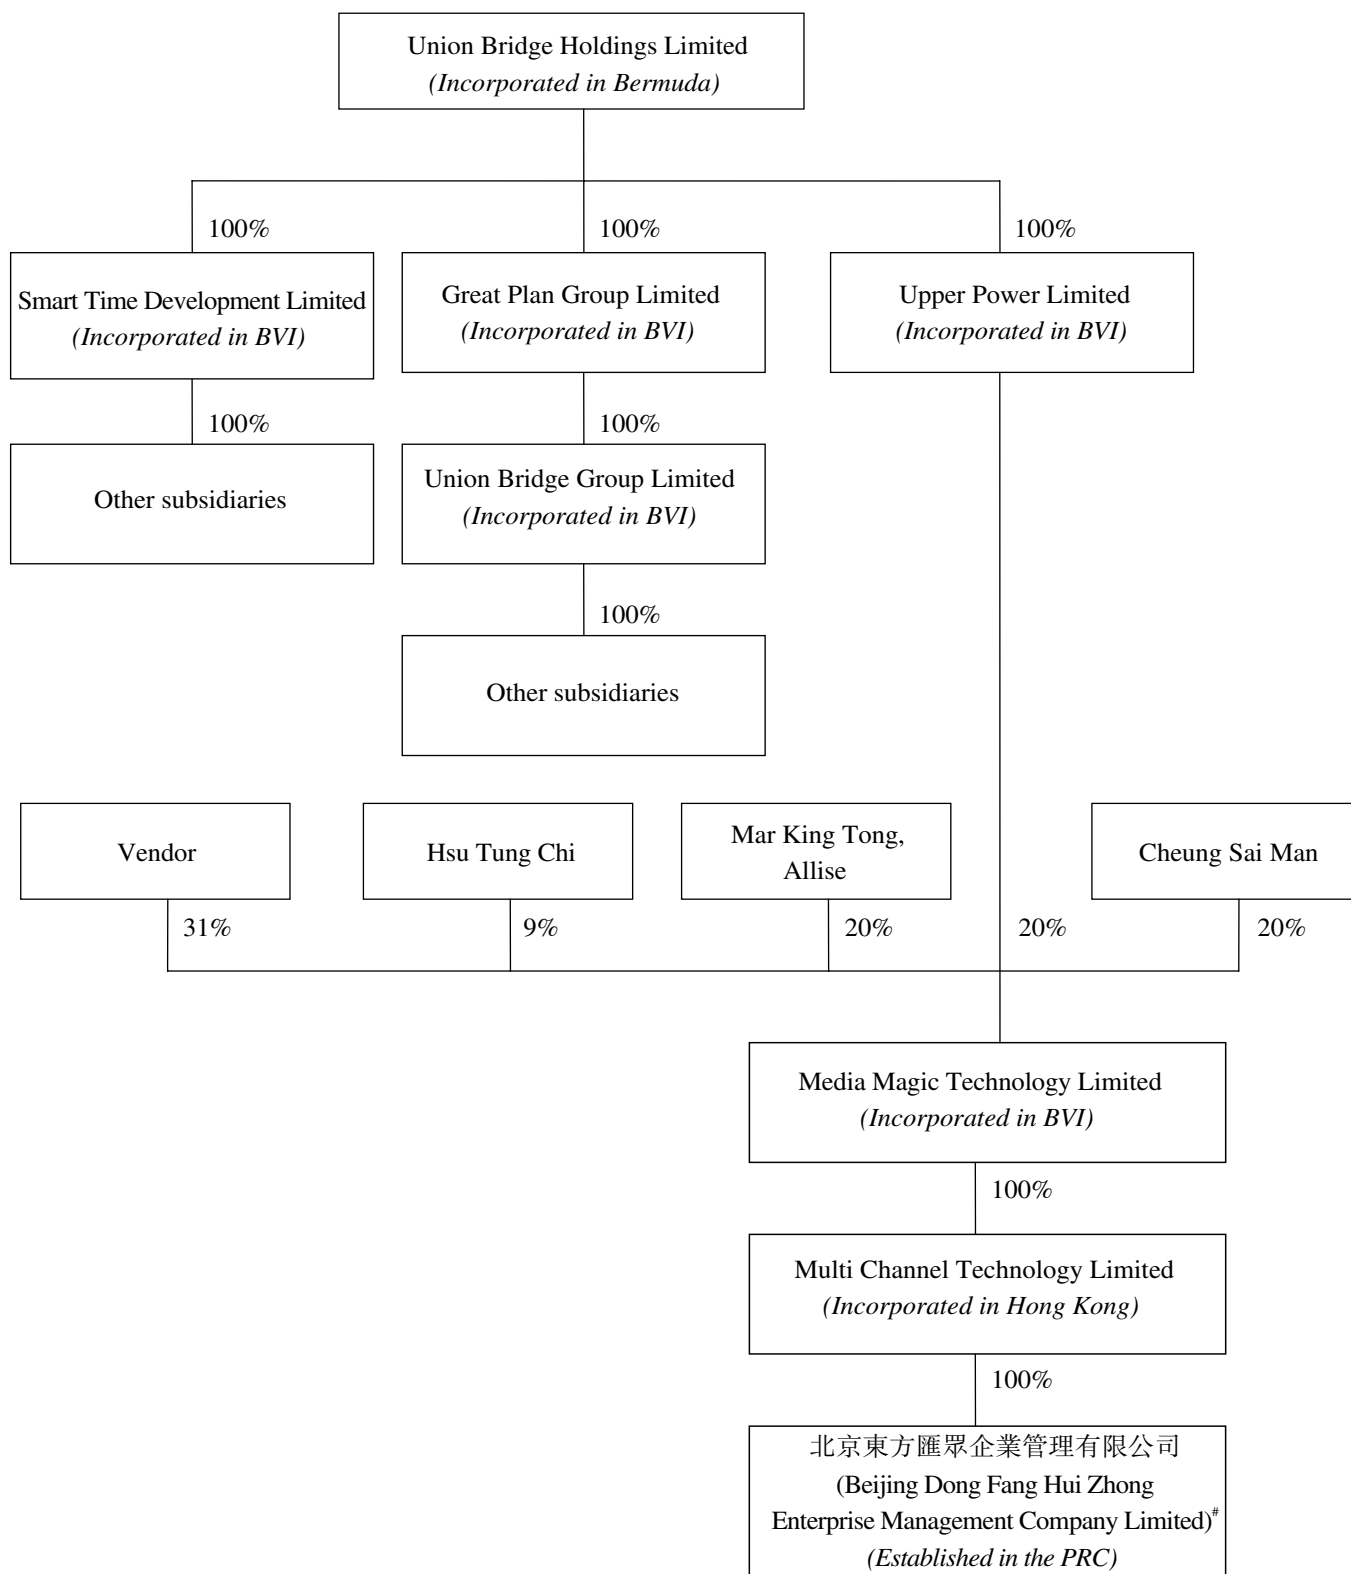 Union Bridge Holdings Limited
(Incorporated in Bermuda)
100%
100%
100%
Smart Time Development Limited
(Incorporated in BVI)
Great Plan Group Limited
(Incorporated in BVI)
Upper Power Limited
(Incorporated in BVI)
100%
100%
Other subsidiaries
Union Bridge Group Limited
(Incorporated in BVI)
100%
Other subsidiaries
Vendor
Hsu Tung Chi
Mar King Tong,
Allise
Cheung Sai Man
31%
9%
20%
20%
20%
Media Magic Technology Limited
(Incorporated in BVI)
100%
Multi Channel Technology Limited
(Incorporated in Hong Kong)
100%
北京東方匯眾企業管理有限公司
(Beijing Dong Fang Hui Zhong
Enterprise Management Company Limited)#
(Established in the PRC)